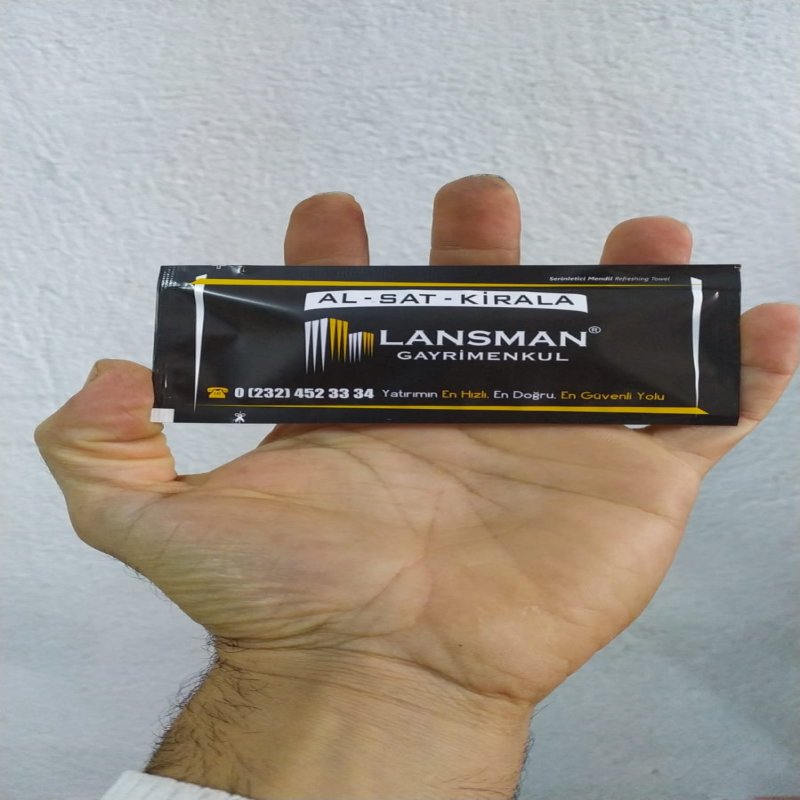 Serinletici Mendil Refreshing Towel
AL - SAT - KİRALA
LANSMAN®
GAYRİMENKUL
0 (232) 452 33 34 Yatırımın En Hızlı, En Doğru, En Güvenli Yolu